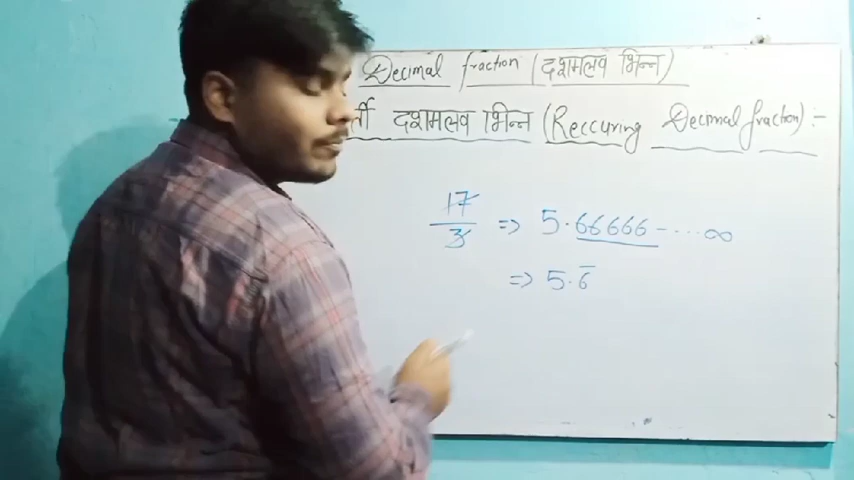 Decimal fraction (दशमलव भिन्न)
र्ती दशमलव भिन्न (Reccuring Decimal fraction) :-
17/3 => 5.66666-....∞
=> 5.6̅